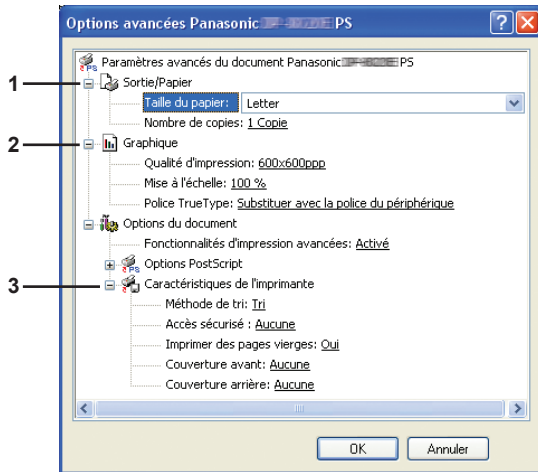 Options avancées Panasonic PS
Paramètres avancés du document Panasonic PS
1
Sortie/Papier
Taille du papier: Letter
Nombre de copies: 1 Copie
2
Graphique
Qualité d'impression: 600x600ppp
Mise à l'échelle: 100 %
Police TrueType: Substituer avec la police du périphérique
Options du document
Fonctionnalités d'impression avancées: Activé
PS Options PostScript
3
Caractéristiques de l'imprimante
Méthode de tri: Tri
Accès sécurisé : Aucune
Imprimer des pages vierges: Oui
Couverture avant: Aucune
Couverture arrière: Aucune
OK Annuler